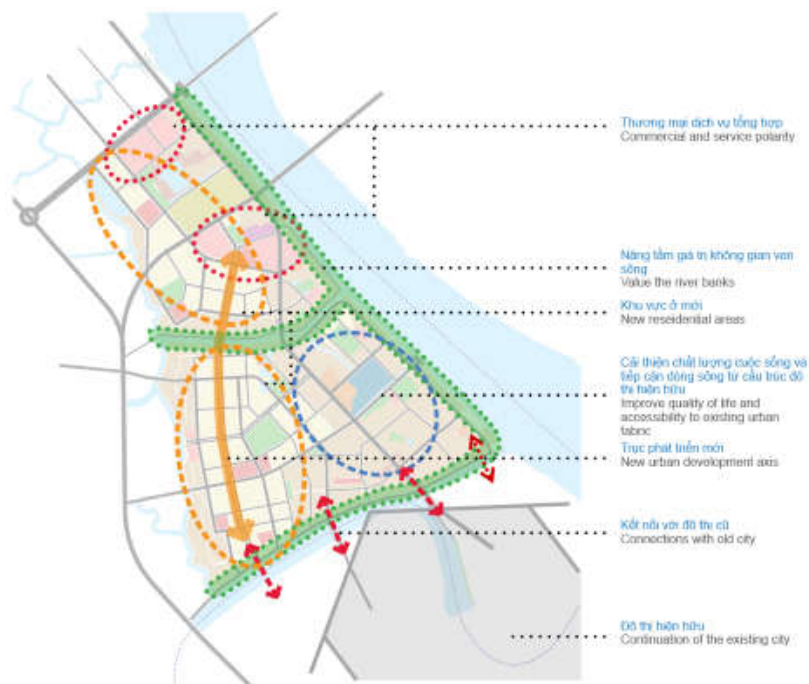 Thương mại dịch vụ tổng hợp
Commercial and service polarity
Nâng tầm giá trị không gian ven
sông
Value the river banks
Khu vực ở mới
New reseidential areas
Cải thiện chất lượng cuộc sống và
tiếp cận dòng sông từ cấu trúc đô
thị hiện hữu
Improve quality of life and
accessibility to existing urban
fabric
Trục phát triển mới
New urban development axis
Kết nối với đô thị cũ
Connections with old city
Đô thị hiện hữu
Continuation of the existing city